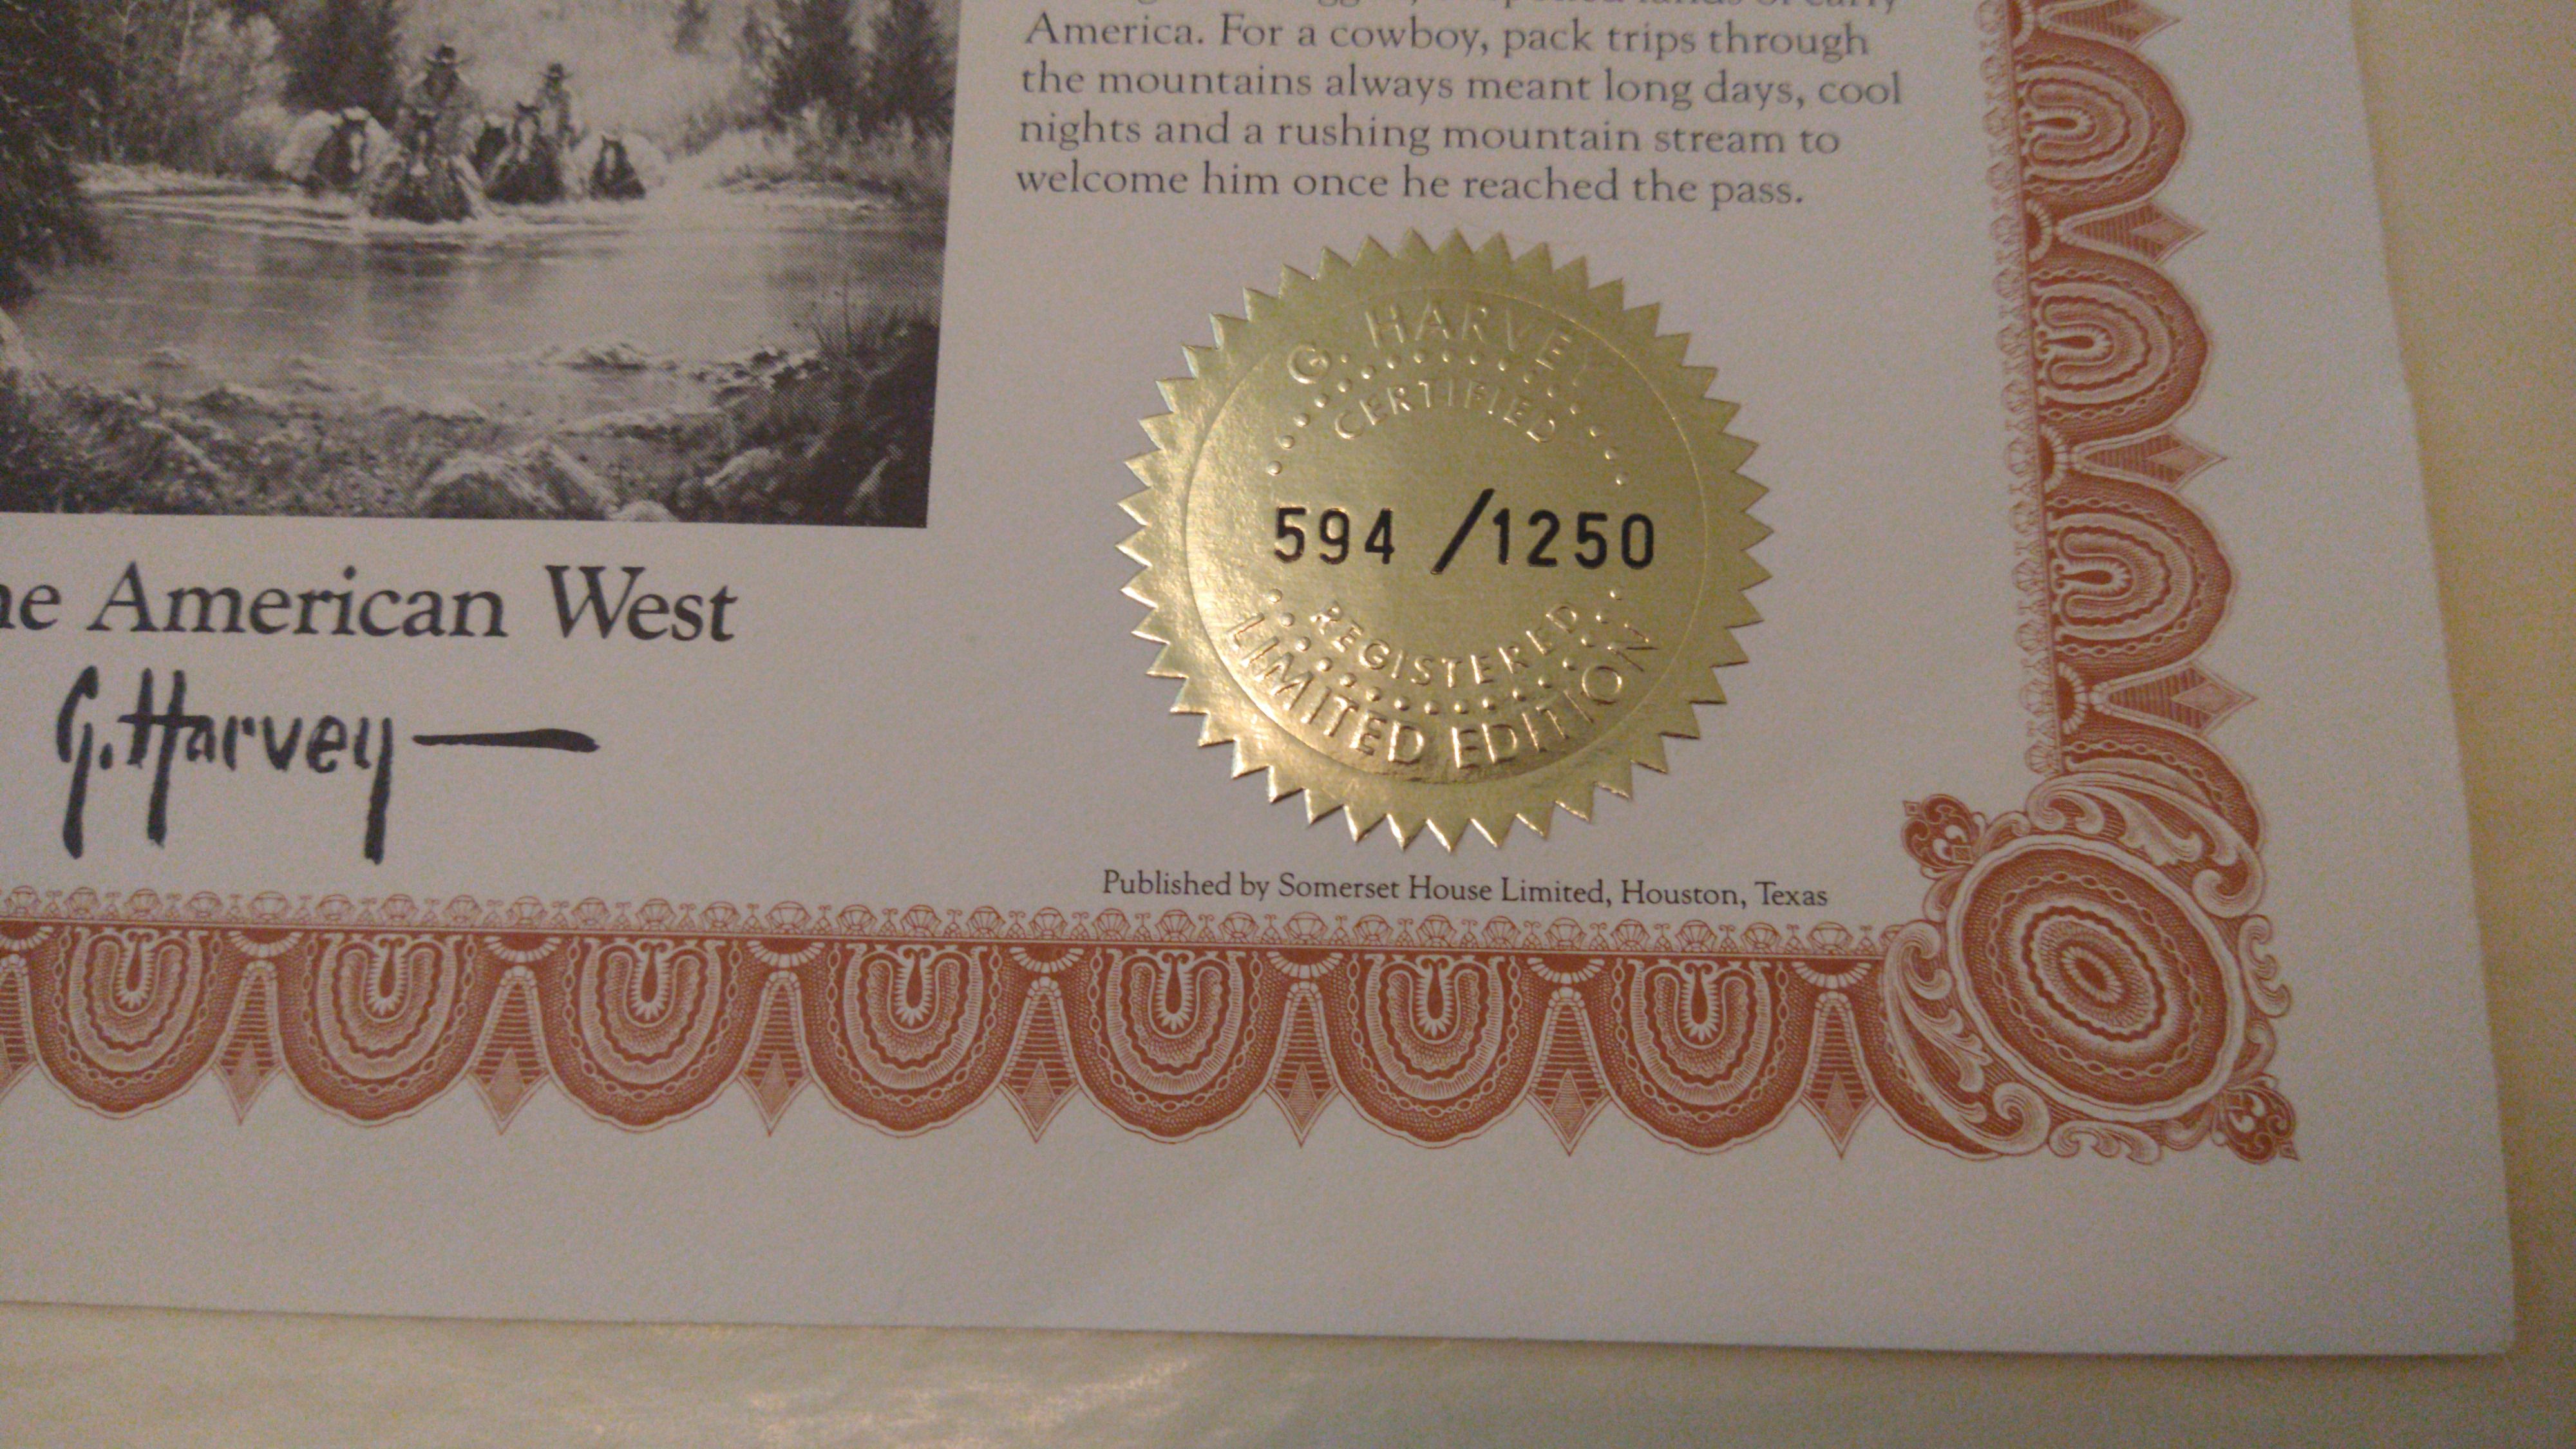 America. For a cowboy, pack trips through
the mountains always meant long days, cool
nights and a rushing mountain stream to
welcome him once he reached the pass.
G. HARVEY
CERTIFIED
594 /1250
REGISTERED
LIMITED EDITION
American West
G. Harvey
Published by Somerset House Limited, Houston, Texas